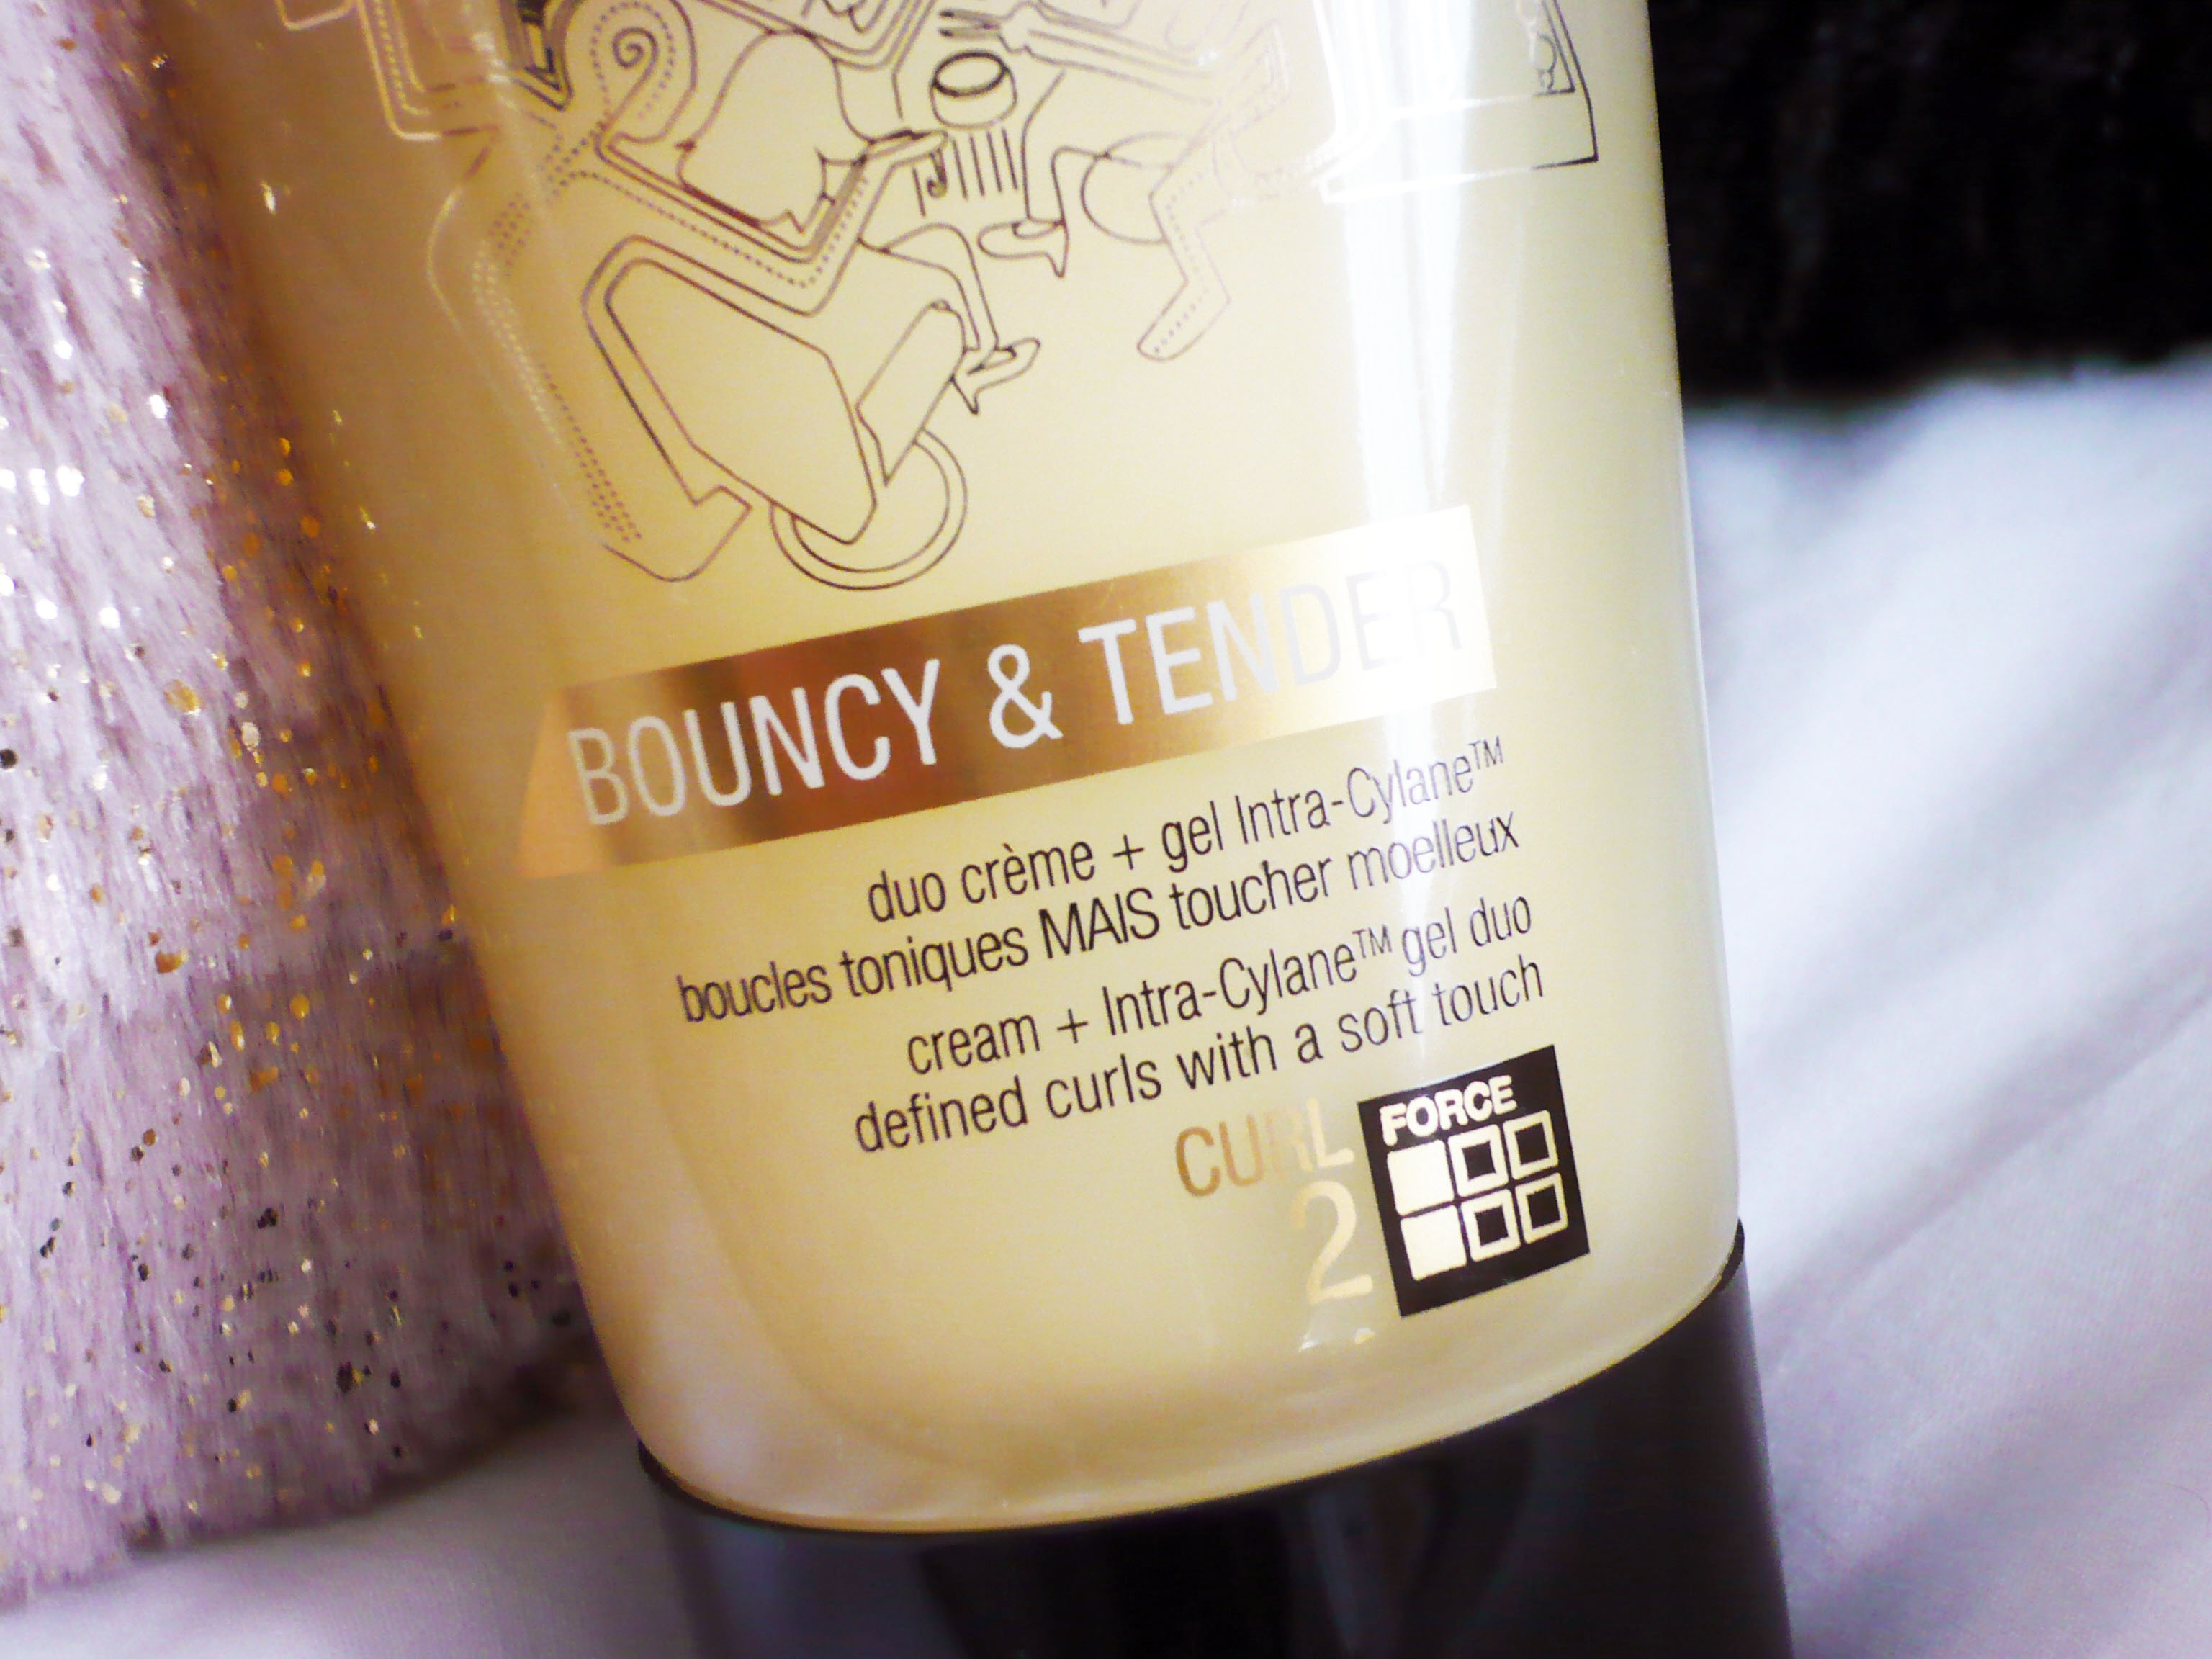 BOUNCY & TENDER
duo crème + gel Intra-Cylane™
boucles toniques MAIS toucher moelleux
cream + Intra-Cylane™ gel duo
defined curls with a soft touch
CURL
2
FORCE